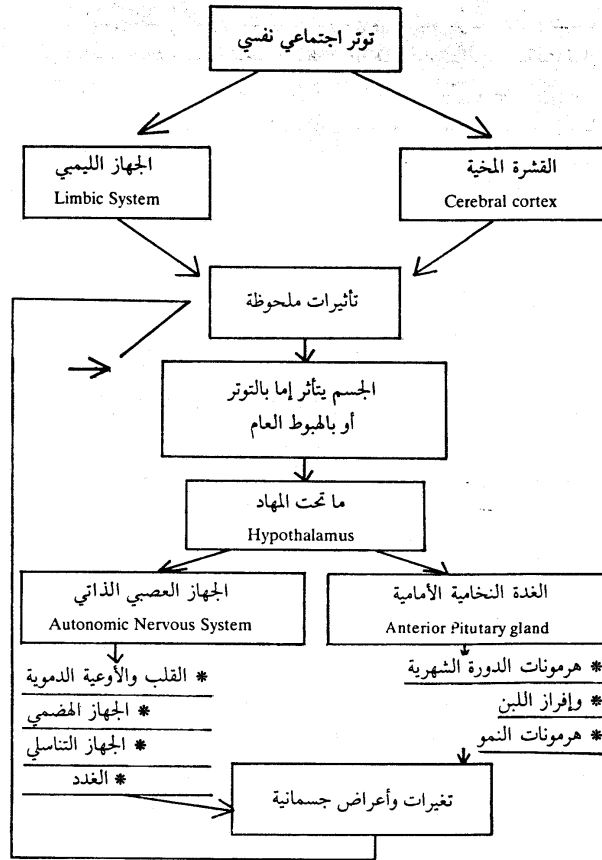 توتر اجتماعي نفسي
القشرة المخية
Cerebral cortex
الجهاز الليمبي
Limbic System
تأثيرات ملحوظة
الجسم يتأثر إما بالتوتر
أو بالهبوط العام
ما تحت المهاد
Hypothalamus
الغدة النخامية الأمامية
Anterior Pitutary gland
* هرمونات الدورة الشهرية
* وإفراز اللبن
* هرمونات النمو
الجهاز العصبي الذاتي
Autonomic Nervous System
* القلب والأوعية الدموية
* الجهاز الهضمي
* الجهاز التناسلي
* الغدد
تغيرات وأعراض جسمانية